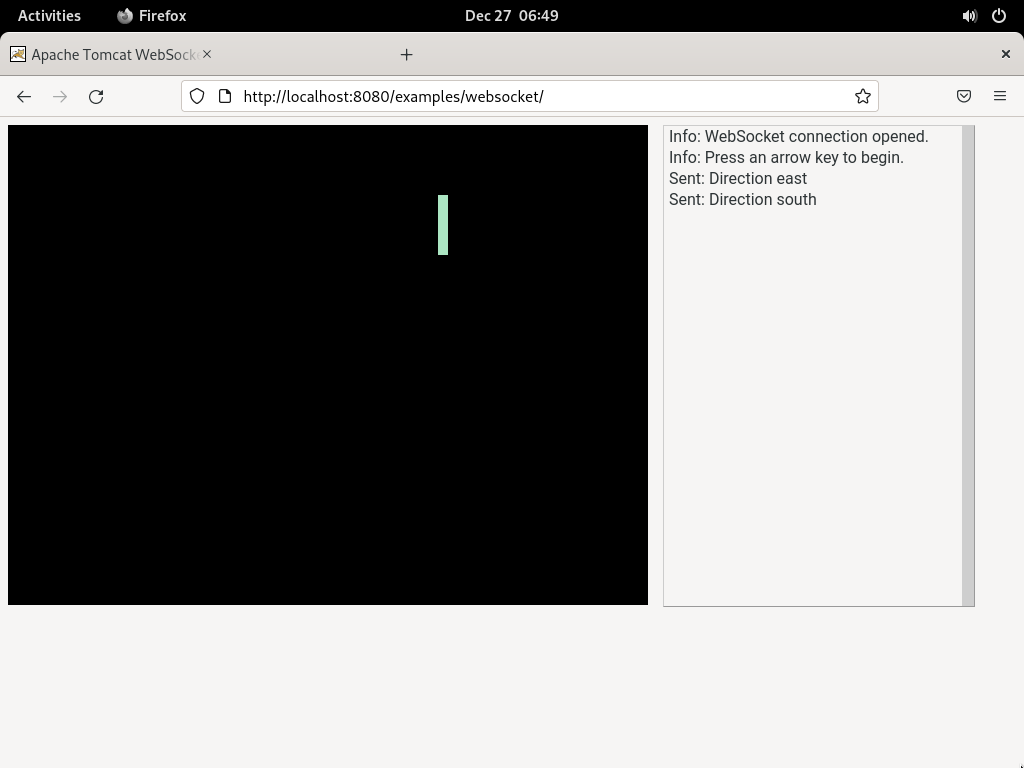 Activities
Firefox
Dec 27 06:49
Apache Tomcat WebSock
http://localhost:8080/examples/websocket/
Info: WebSocket connection opened.
Info: Press an arrow key to begin.
Sent: Direction east
Sent: Direction south